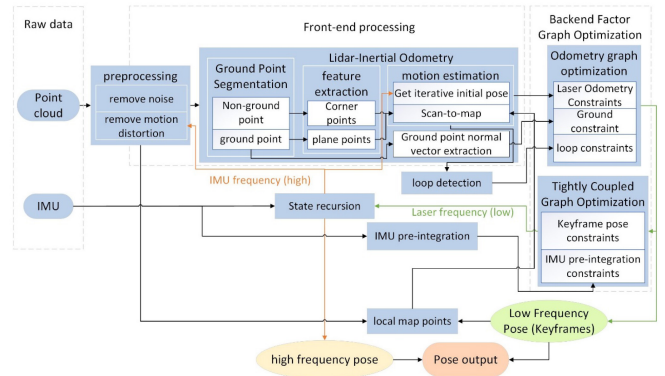 Raw data
Front-end processing
Backend Factor
Graph Optimization
Lidar-Inertial Odometry
Odometry graph
optimization
preprocessing
Ground Point
Segmentation
feature
extraction
motion estimation
Get iterative initial pose
Laser Odometry
Constraints
Point
cloud
remove noise
Non-ground
point
Corner
points
Scan-to-map
Ground constraint
remove motion
distortion
ground point
plane points
Ground point normal
vector extraction
loop constraints
IMU frequency (high)
loop detection
Tightly Coupled
Graph Optimization
IMU
State recursion
Laser frequency (low)
Keyframe pose
constraints
IMU pre-integration
IMU pre-integration
constraints
local map points
Low Frequency
Pose (Keyframes)
high frequency pose
Pose output